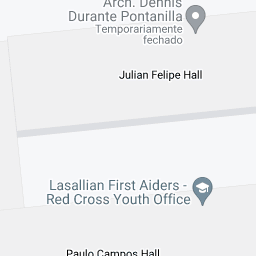 Arch. Dennis
Durante Pontanilla
Temporariamente
fechado
Julian Felipe Hall
Lasallian First Aiders -
Red Cross Youth Office
Paulo Campos Hall